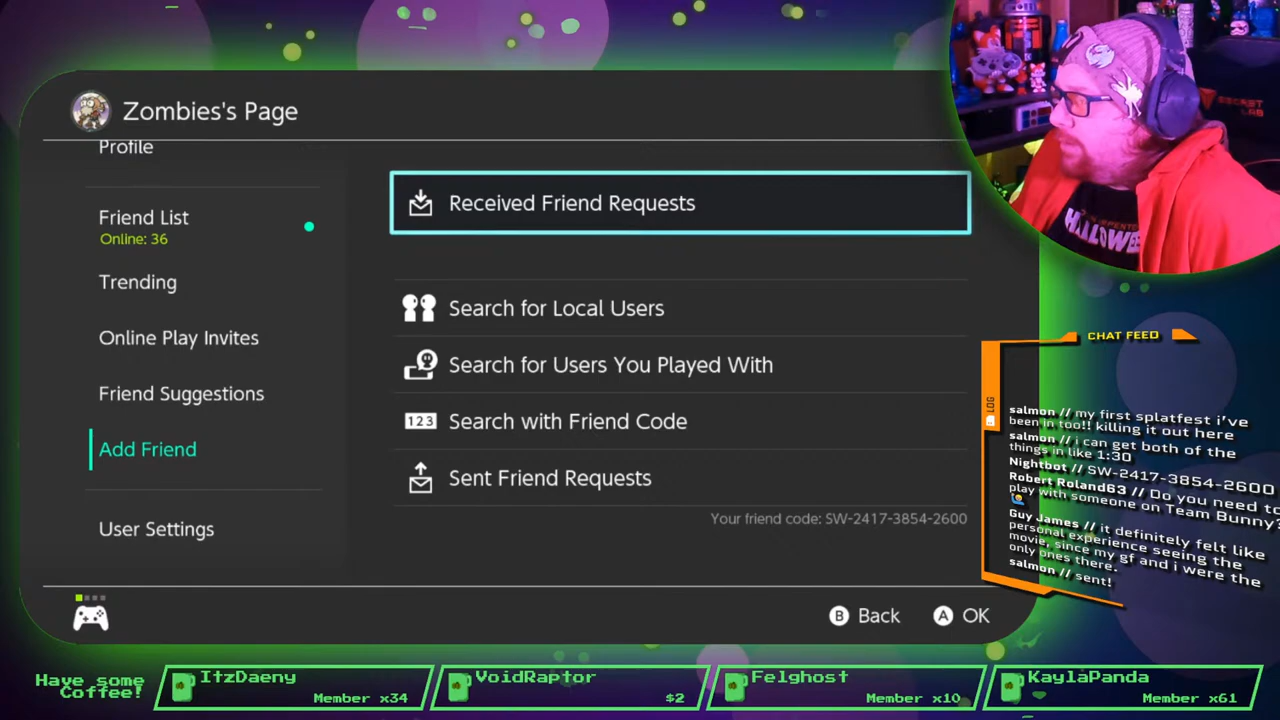 Zombies's Page
Profile
Friend List
Online: 36
Trending
Online Play Invites
Friend Suggestions
Add Friend
User Settings
Received Friend Requests
Search for Local Users
Search for Users You Played With
123 Search with Friend Code
Sent Friend Requests
Your friend code: SW-2417-3854-2600
B Back
A OK
HALLOWEE
CHAT FEED
LOG
salmon // my first splatfest i've
been in too!! killing it out here
salmon // i can get both of the
things in like 1:30
Nightbot // SW-2417-3854-2600
Robert Roland63 // Do you need to
play with someone on Team Bunny?
Guy James // it definitely felt like
personal experience seeing the
movie, since my gf and i were the
only ones there.
salmon // sent!
Have some
Coffee!
ItzDaeny
Member x34
VoidRaptor
$2
Felghost
Member x10
KaylaPanda
Member x61